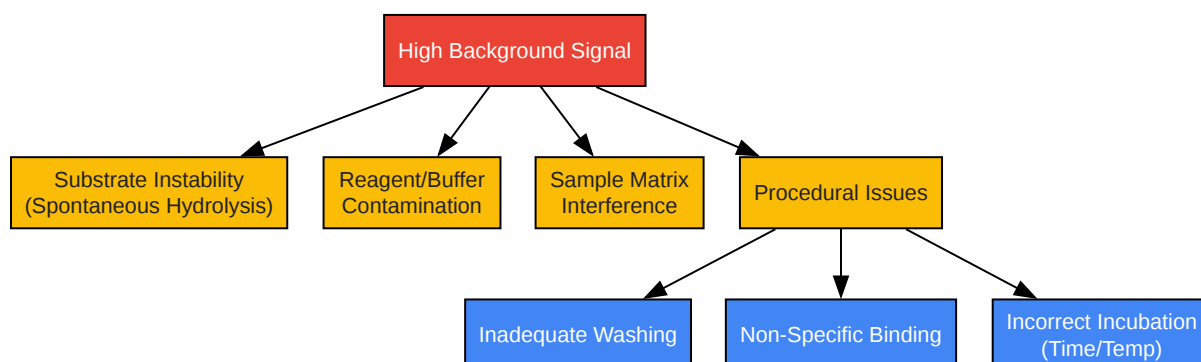 High Background Signal
Substrate Instability
(Spontaneous Hydrolysis)
Reagent/Buffer
Contamination
Sample Matrix
Interference
Procedural Issues
Inadequate Washing
Non-Specific Binding
Incorrect Incubation
(Time/Temp)